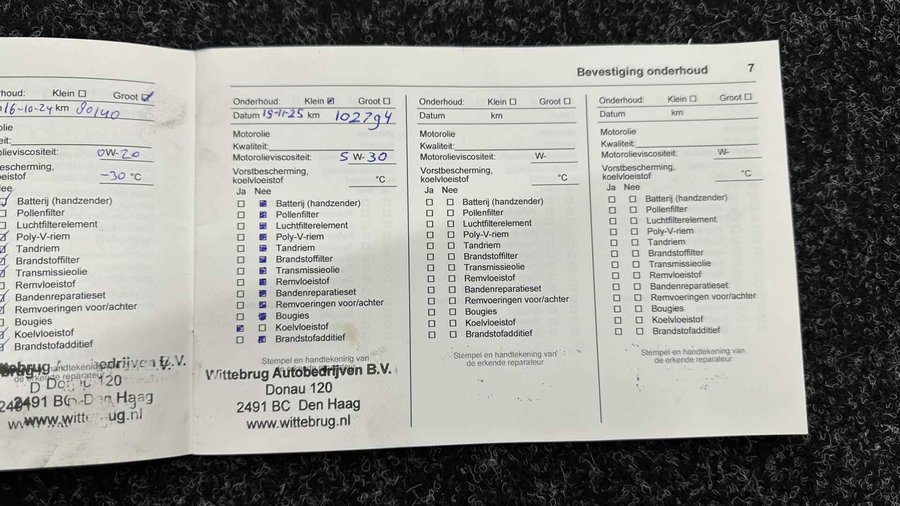 Bevestiging onderhoud 7
Klein Groot
16-10-24 km 90140
0W-20
-30 °C
Batterij (handzender)
Pollenfilter
Luchtfilterelement
Poly-V-riem
Tandriem
Brandstoffilter
Transmissieolie
Remvloeistof
Bandenreparatieset
Remvoeringen voor/achter
Bougies
Koelvloeistof
Brandstofadditief
2491 BC Den Haag
Onderhoud: Klein Groot
Datum 19-11-25 km 102794
Motorolie
Kwaliteit:
Motorolieviscositeit: 5 W- 30
Vorstbescherming,
koelvloeistof °C
Ja Nee
Batterij (handzender)
Pollenfilter
Luchtfilterelement
Poly-V-riem
Tandriem
Brandstoffilter
Transmissieolie
Remvloeistof
Bandenreparatieset
Remvoeringen voor/achter
Bougies
Koelvloeistof
Brandstofadditief
Stempel en handtekening van
Wittebrug Autobedrijven B.V.
Donau 120
2491 BC Den Haag
www.wittebrug.nl
Onderhoud: Klein Groot
Datum km
Motorolie
Kwaliteit:
Motorolieviscositeit: W-
Vorstbescherming,
koelvloeistof °C
Ja Nee
Batterij (handzender)
Pollenfilter
Luchtfilterelement
Poly-V-riem
Tandriem
Brandstoffilter
Transmissieolie
Remvloeistof
Bandenreparatieset
Remvoeringen voor/achter
Bougies
Koelvloeistof
Brandstofadditief
Stempel en handtekening van
de erkende reparateur
Onderhoud: Klein Groot
Datum km
Motorolie
Kwaliteit:
Motorolieviscositeit: W-
Vorstbescherming,
koelvloeistof °C
Ja Nee
Batterij (handzender)
Pollenfilter
Luchtfilterelement
Poly-V-riem
Tandriem
Brandstoffilter
Transmissieolie
Remvloeistof
Bandenreparatieset
Remvoeringen voor/achter
Bougies
Koelvloeistof
Brandstofadditief
Stempel en handtekening van
de erkende reparateur